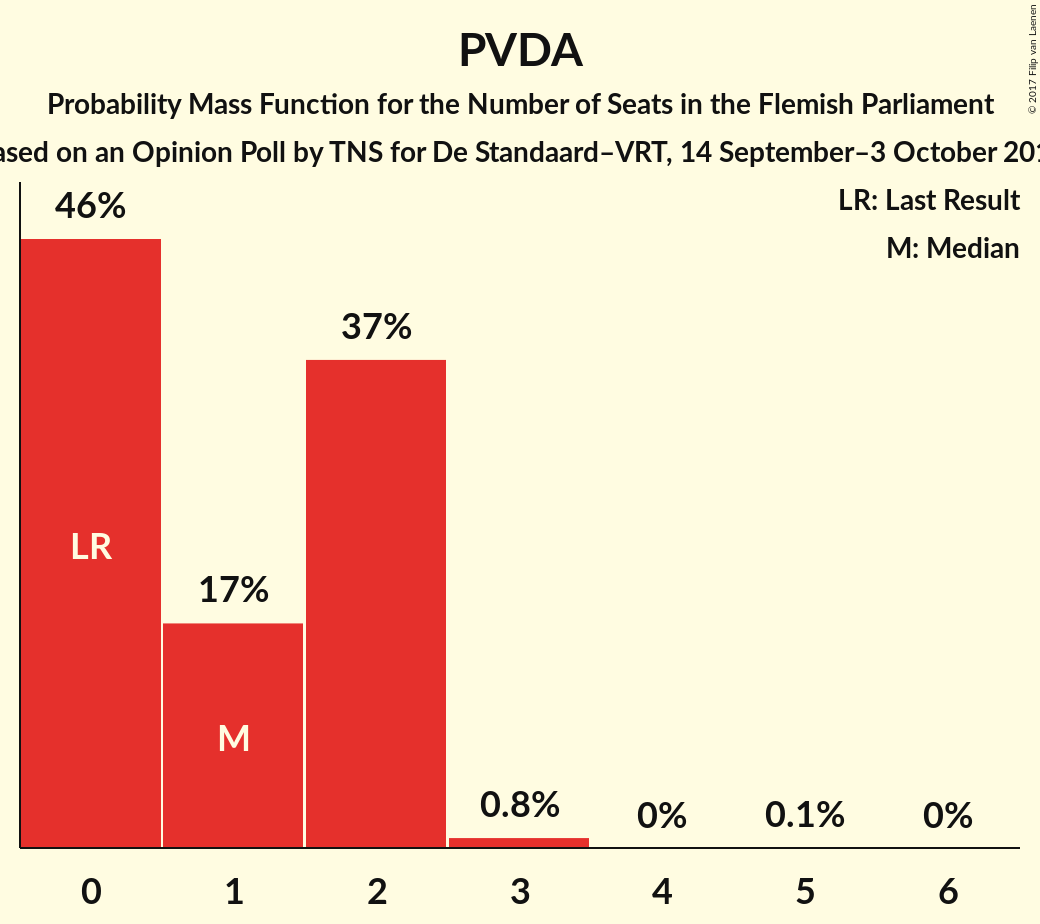 PVDA
Probability Mass Function for the Number of Seats in the Flemish Parliament
on an Opinion Poll by TNS for De Standaard–VRT, 14 September–3 October
LR: Last Result
M: Median
46%
37%
17%
0.8%
0%
0.1%
0%
LR
M
0 1 2 3 4 5 6
© 2017 Filip van Laenen